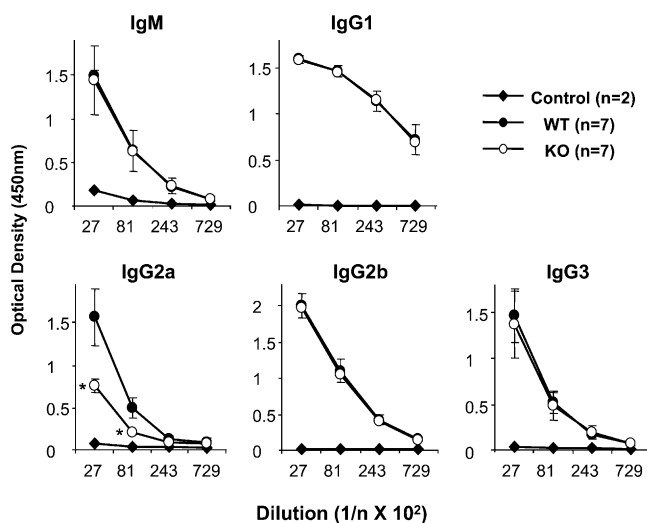 IgM
IgG1
1.5
1
0.5
0
27 81 243 729
1.5
1
0.5
0
27 81 243 729
Control (n=2)
WT (n=7)
KO (n=7)
Optical Density (450nm)
IgG2a
IgG2b
IgG3
1.5
1
0.5
0
*
*
27 81 243 729
2
1.5
1
0.5
0
27 81 243 729
1.5
1
0.5
0
27 81 243 729
Dilution (1/n X 10²)